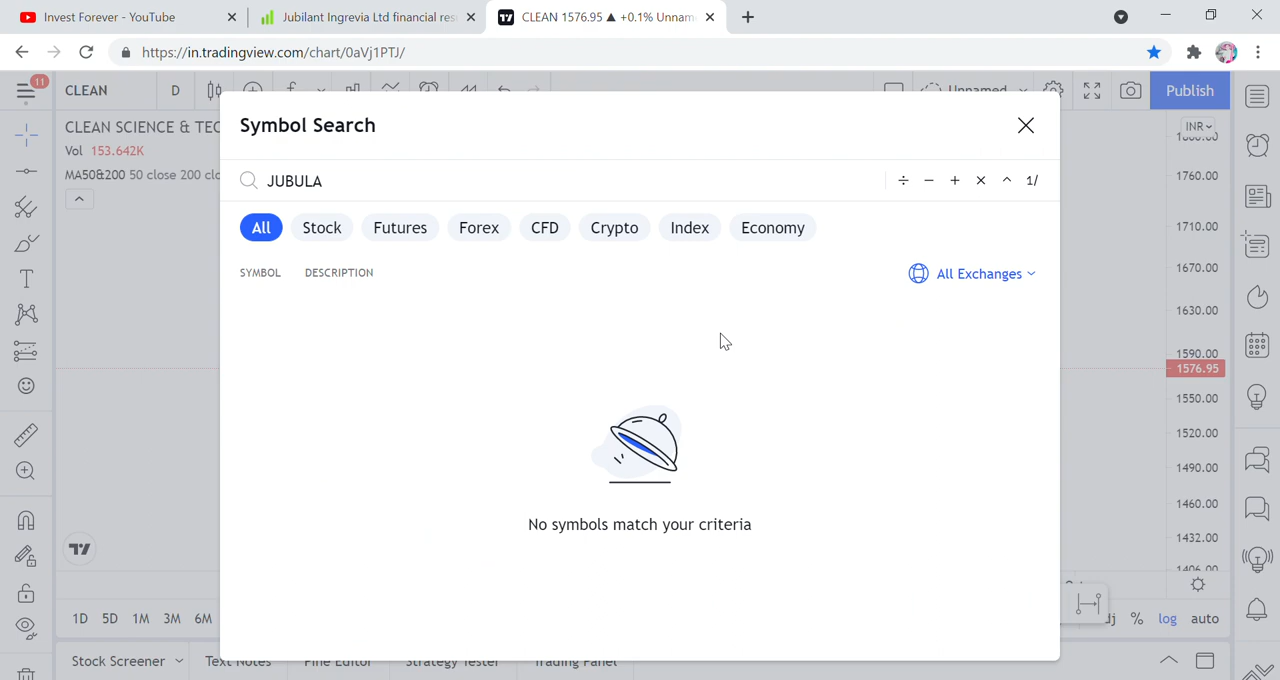 Invest Forever - YouTube
Jubilant Ingrevia Ltd financial res
CLEAN 1576.95 ▲ +0.1% Unnam
https://in.tradingview.com/chart/0aVj1PTJ/
11
CLEAN
D
Unnamed
Publish
CLEAN SCIENCE & TEC
Vol 153.642K
MA50&200 50 close 200 clo
Symbol Search
JUBULA
÷ − + × ^ 1/
All
Stock
Futures
Forex
CFD
Crypto
Index
Economy
SYMBOL
DESCRIPTION
All Exchanges
No symbols match your criteria
INR
1760.00
1710.00
1670.00
1630.00
1590.00
1576.95
1550.00
1520.00
1490.00
1460.00
1432.00
1D 5D 1M 3M 6M
% log auto
Stock Screener
Text Notes
Pine Editor
Strategy Tester
Trading Panel